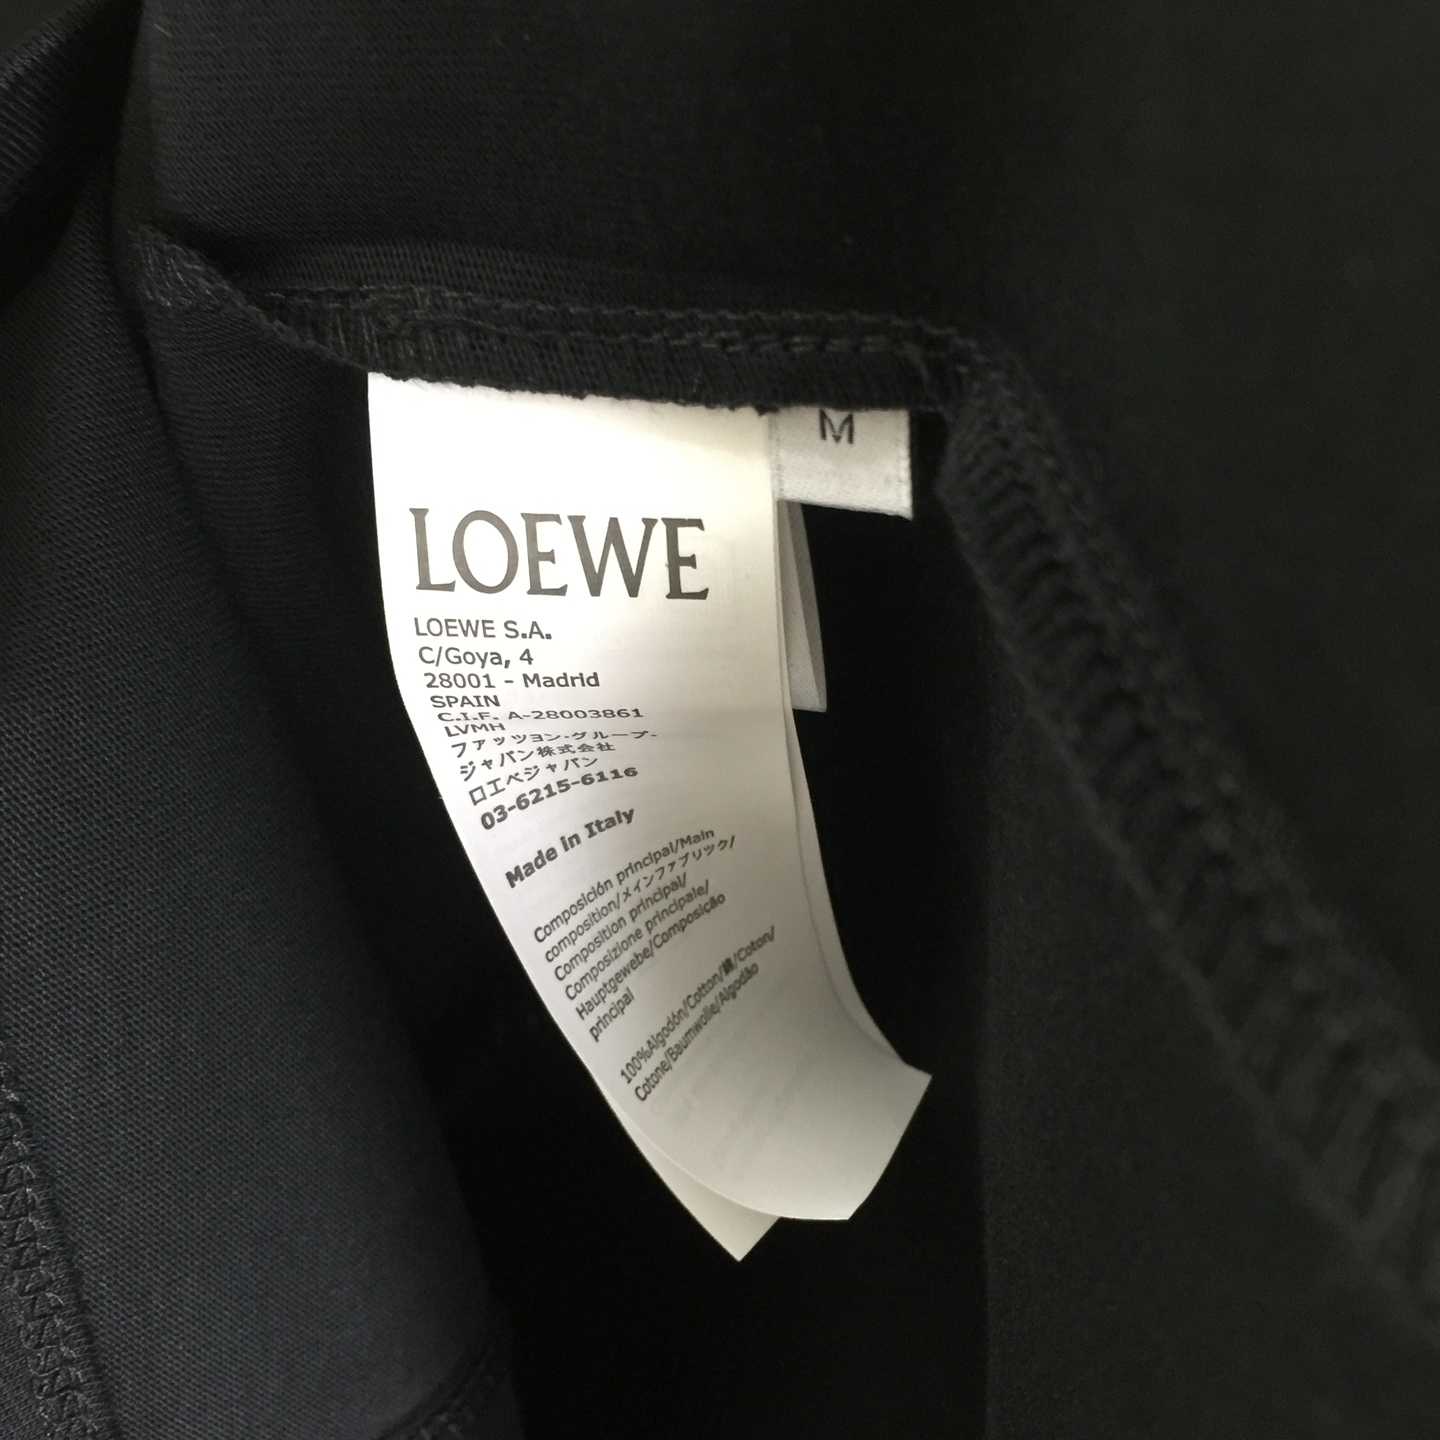 M
LOEWE
LOEWE S.A.
C/Goya, 4
28001 - Madrid
SPAIN
C.I.F. A-28003861
LVMH
ファッツョン・グループ-
ジャパン株式会社
ロエベジャパン
03-6215-6116
Made in Italy
Composición principal/Main
composition/メインファブリック/
Composition principal/
Composizione principale/
Hauptgewebe/Composição
principal
100%Algodón/Cotton/綿/Coton/
Cotone/Baumwolle/Algodão